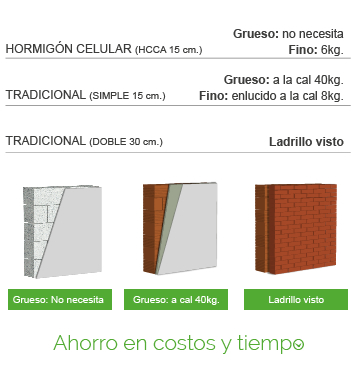 Grueso: no necesita
HORMIGÓN CELULAR (HCCA 15 cm.) Fino: 6kg.
Grueso: a la cal 40kg.
TRADICIONAL (SIMPLE 15 cm.) Fino: enlucido a la cal 8kg.
TRADICIONAL (DOBLE 30 cm.) Ladrillo visto
Grueso: No necesita Grueso: a cal 40kg. Ladrillo visto
Ahorro en costos y tiempo